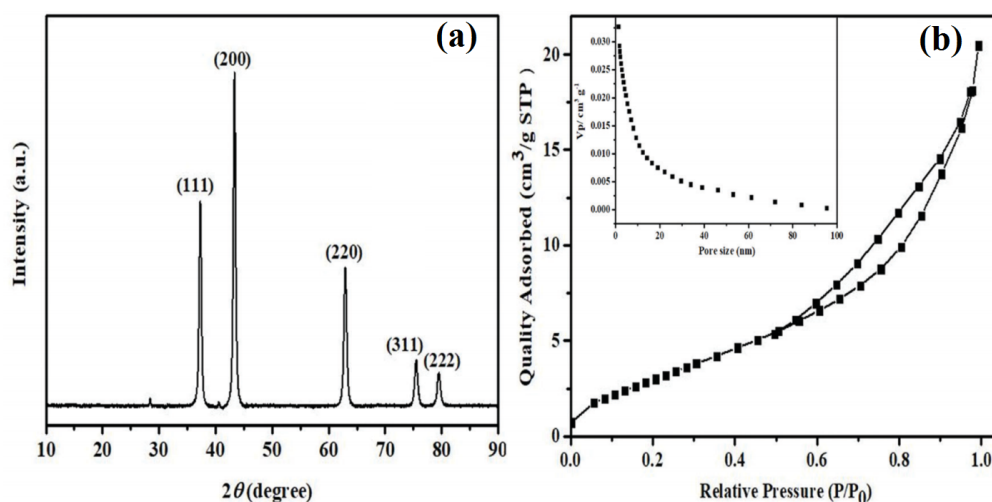 (a)
(200)
(111)
(220)
(311)
(222)
Intensity (a.u.)
10 20 30 40 50 60 70 80 90
2θ (degree)
(b)
Quality Adsorbed (cm³/g STP )
20
15
10
5
0
0.0 0.2 0.4 0.6 0.8 1.0
Relative Pressure (P/P₀)
Vp/ cm³ g⁻¹
0.030
0.025
0.020
0.015
0.010
0.005
0.000
0 20 40 60 80 100
Pore size (nm)